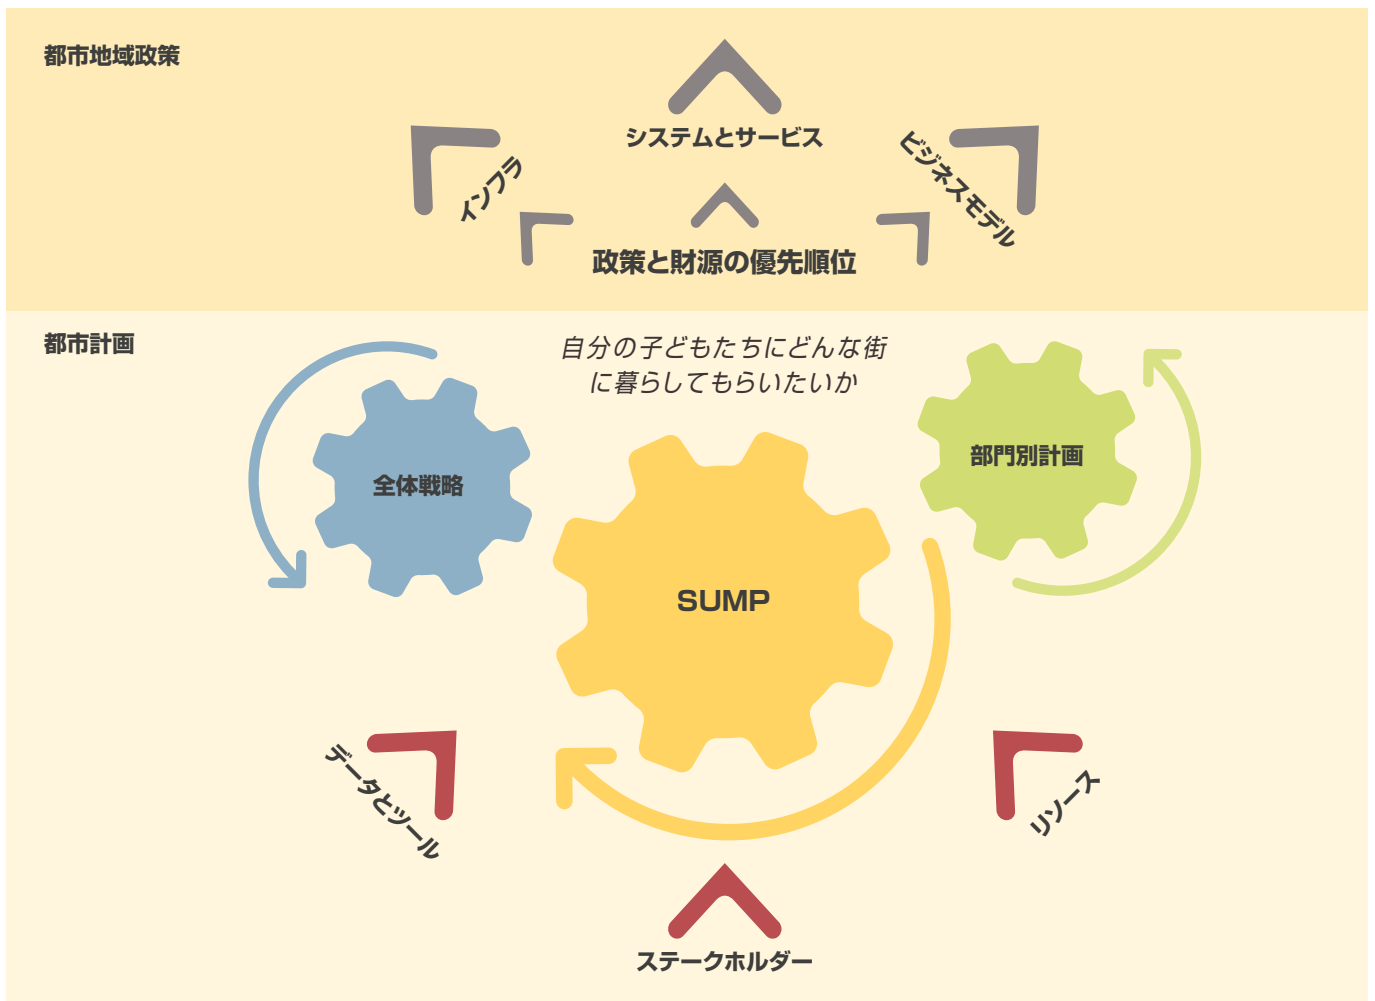 都市地域政策
システムとサービス
インフラ
ビジネスモデル
政策と財源の優先順位
都市計画
自分の子どもたちにどんな街
に暮らしてもらいたいか
全体戦略
部門別計画
SUMP
データとツール
リソース
ステークホルダー